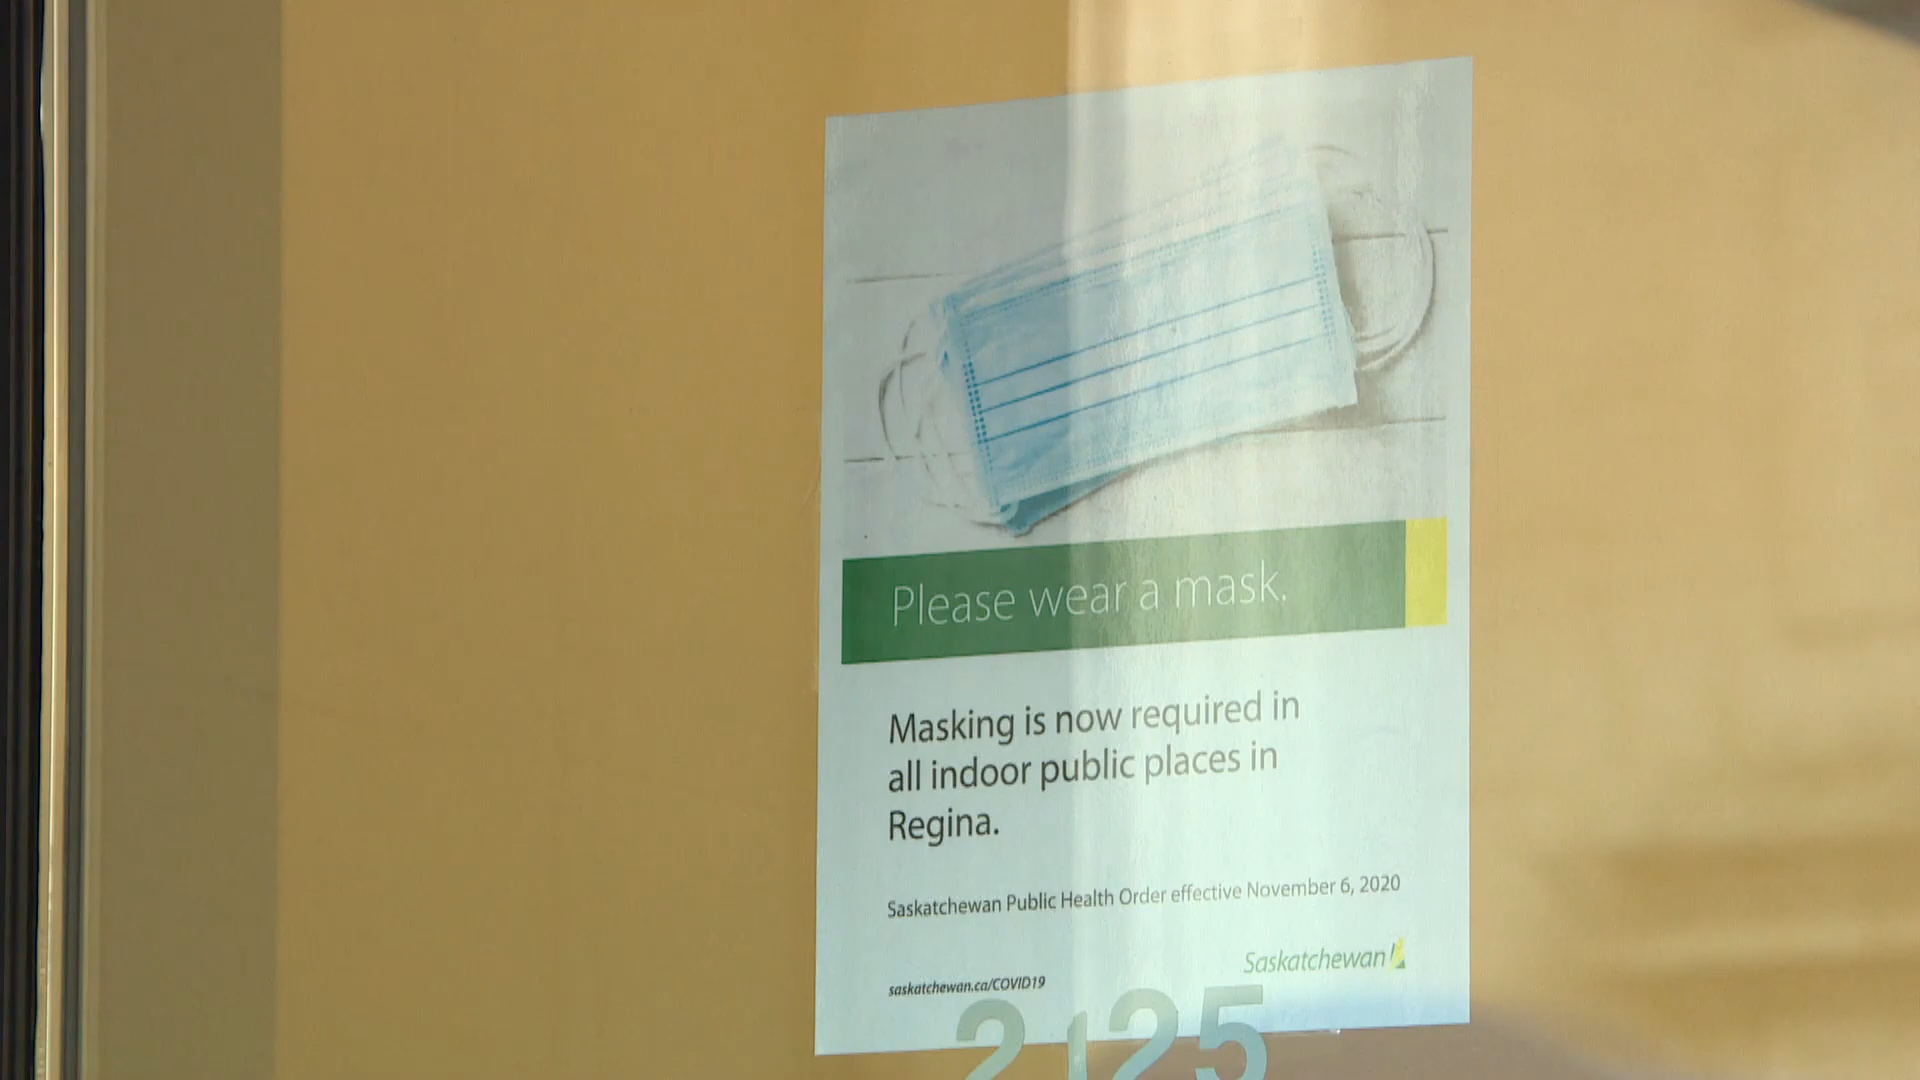 Please wear a mask.
Masking is now required in
all indoor public places in
Regina.
Saskatchewan Public Health Order effective November 6, 2020
Saskatchewan
saskatchewan.ca/COVID19
2125